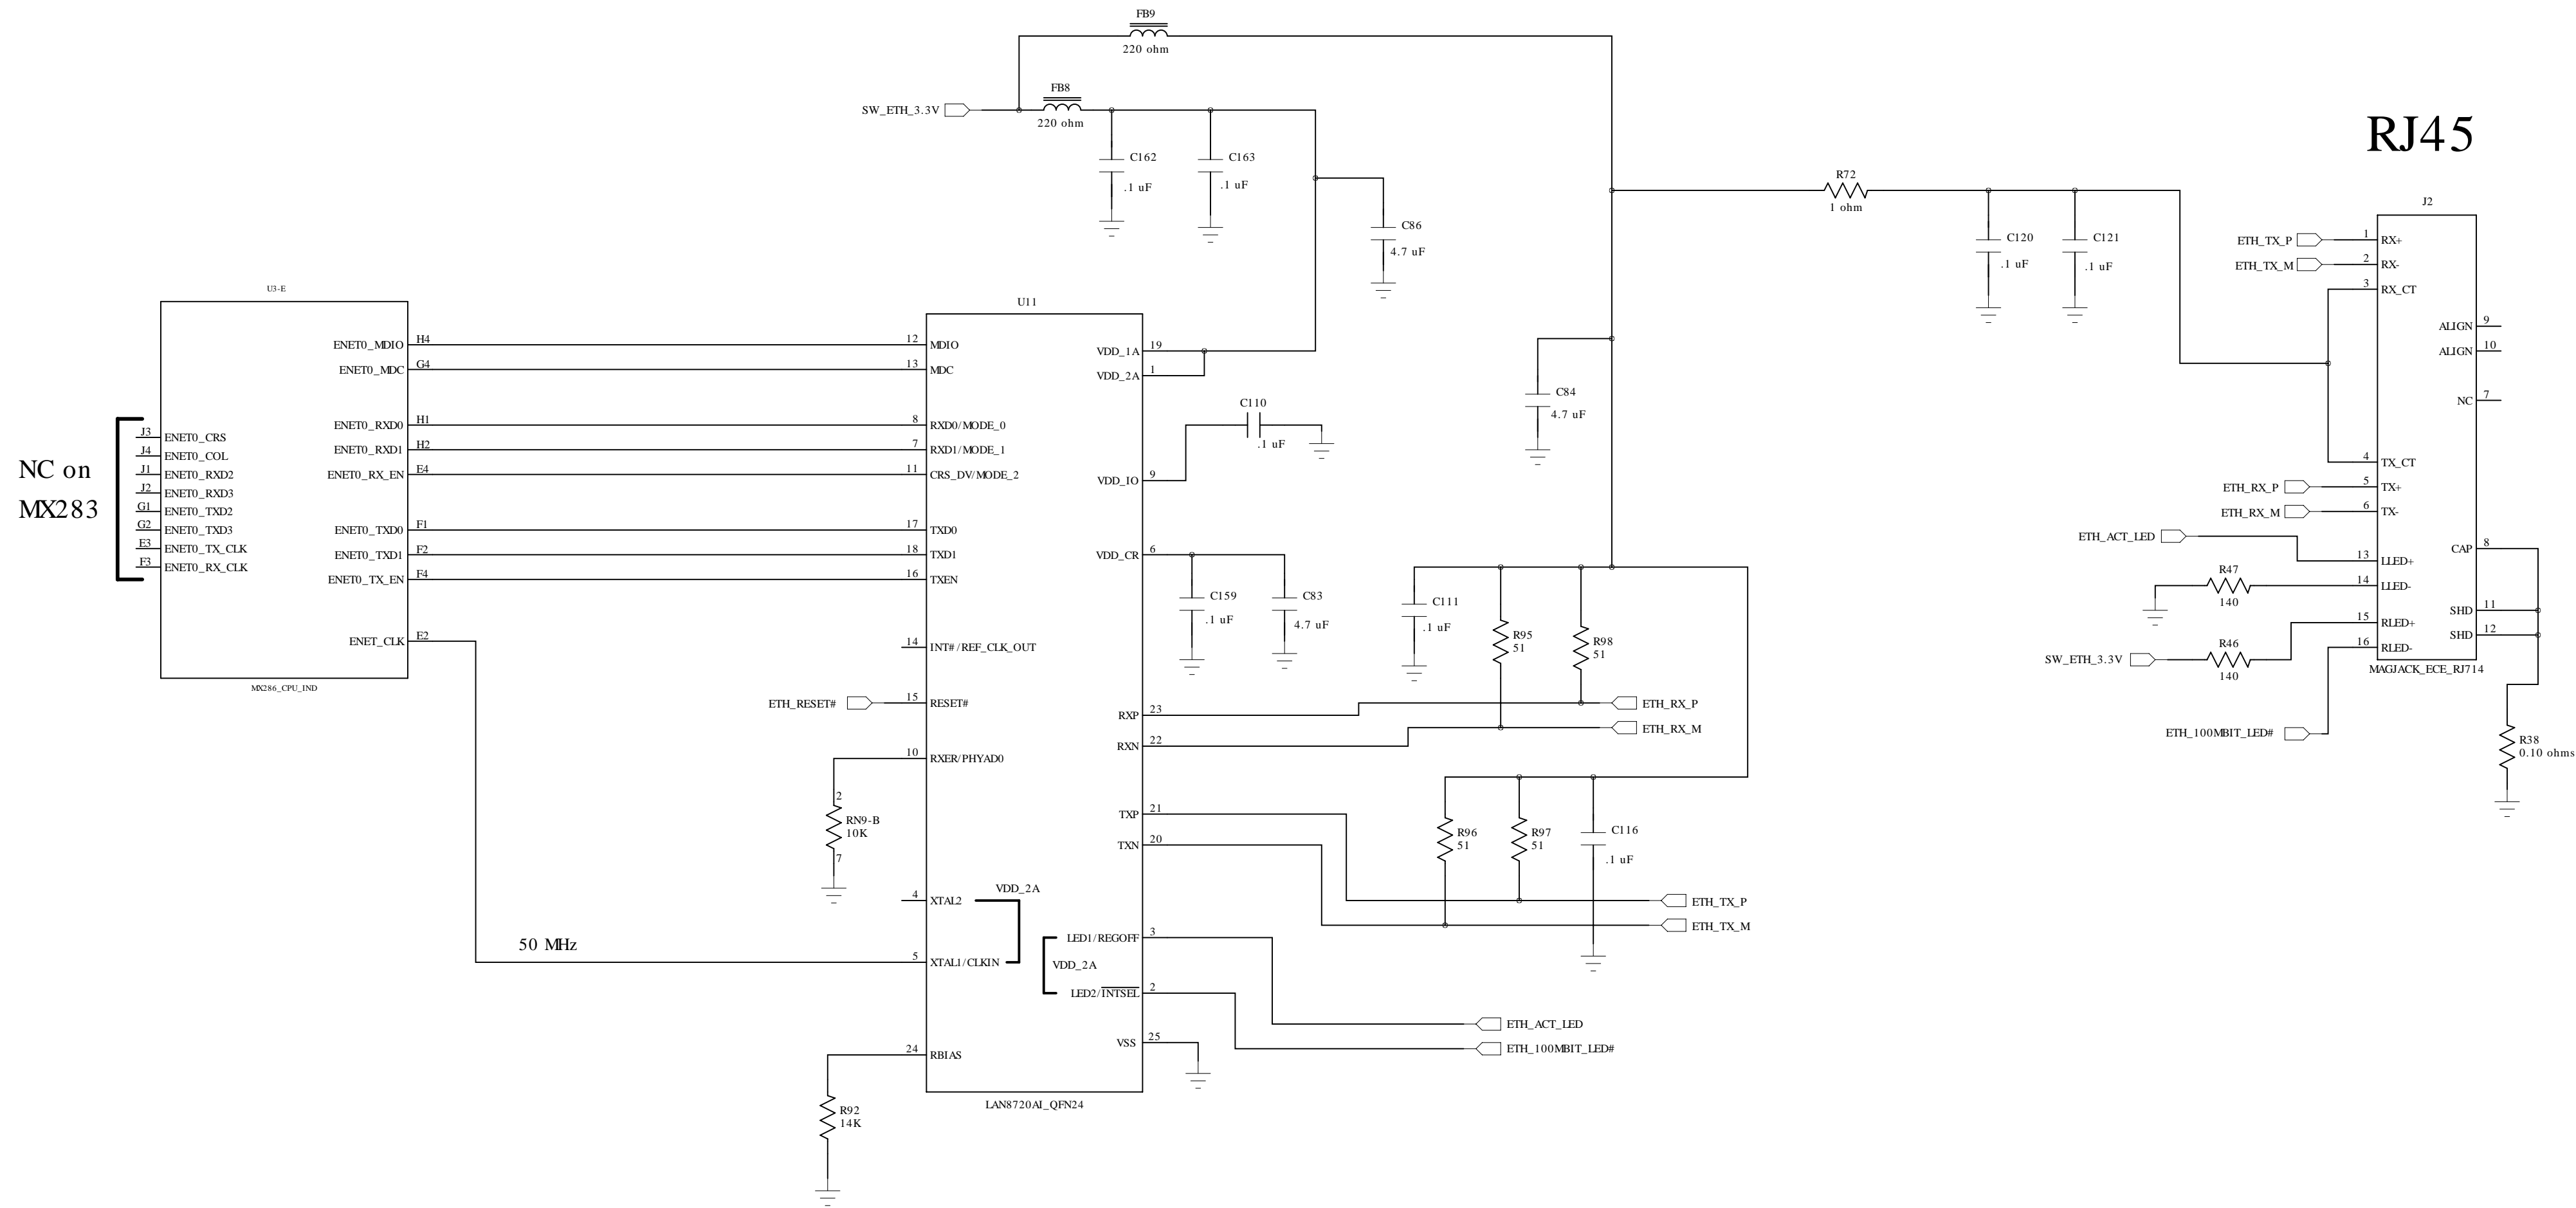 FB9
220 ohm
FB8
SW_ETH_3.3V
220 ohm
C162
.1 uF
C163
.1 uF
C86
4.7 uF
R72
1 ohm
C120
.1 uF
C121
.1 uF
C84
4.7 uF
RJ45
J2
ETH_TX_P
1
RX+
ETH_TX_M
2
RX-
3
RX_CT
ALIGN
9
ALIGN
10
NC
7
4
TX_CT
ETH_RX_P
5
TX+
ETH_RX_M
6
TX-
ETH_ACT_LED
13
LLED+
CAP
8
R47
140
14
LLED-
SHD
11
15
RLED+
SHD
12
SW_ETH_3.3V
R46
140
16
RLED-
MAGJACK_ECE_RJ714
ETH_100MBIT_LED#
R38
0.10 ohms
U3-E
ENET0_MDIO
H4
ENET0_MDC
G4
NC on
MX283
J3
ENET0_CRS
J4
ENET0_COL
J1
ENET0_RXD2
J2
ENET0_RXD3
G1
ENET0_TXD2
G2
ENET0_TXD3
E3
ENET0_TX_CLK
F3
ENET0_RX_CLK
ENET0_RXD0
H1
ENET0_RXD1
H2
ENET0_RX_EN
E4
ENET0_TXD0
F1
ENET0_TXD1
F2
ENET0_TX_EN
F4
ENET_CLK
E2
MX286_CPU_IND
50 MHz
U11
12
MDIO
13
MDC
8
RXD0/MODE_0
7
RXD1/MODE_1
11
CRS_DV/MODE_2
17
TXD0
18
TXD1
16
TXEN
14
INT#/REF_CLK_OUT
ETH_RESET#
15
RESET#
10
RXER/PHYAD0
2
RN9-B
10K
7
4
XTAL2
VDD_2A
5
XTAL1/CLKIN
24
RBIAS
R92
14K
LAN8720AI_QFN24
VDD_1A
19
VDD_2A
1
C110
.1 uF
VDD_IO
9
VDD_CR
6
C159
.1 uF
C83
4.7 uF
C111
.1 uF
R95
51
R98
51
RXP
23
ETH_RX_P
RXN
22
ETH_RX_M
TXP
21
TXN
20
R96
51
R97
51
C116
.1 uF
ETH_TX_P
ETH_TX_M
LED1/REGOFF
3
VDD_2A
LED2/INTSEL
2
ETH_ACT_LED
ETH_100MBIT_LED#
VSS
25